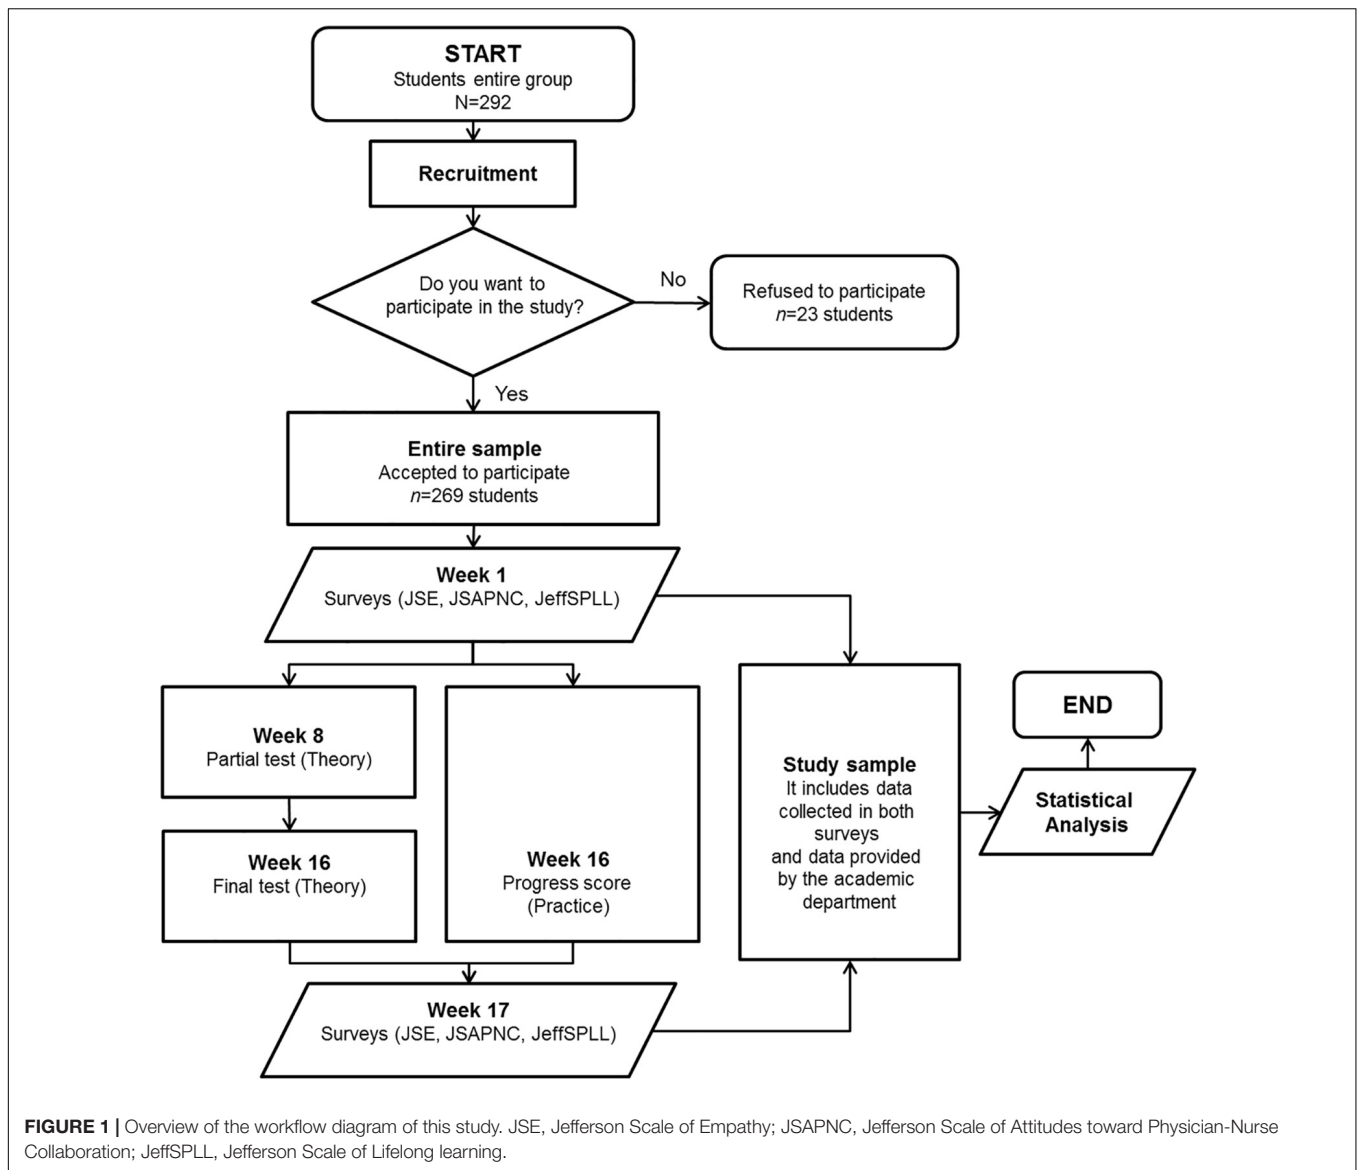 START
Students entire group
N=292
Recruitment
Do you want to
participate in the study?
No
Refused to participate
n=23 students
Yes
Entire sample
Accepted to participate
n=269 students
Week 1
Surveys (JSE, JSAPNC, JeffSPLL)
Week 8
Partial test (Theory)
Week 16
Final test (Theory)
Week 16
Progress score
(Practice)
Study sample
It includes data
collected in both
surveys
and data provided
by the academic
department
END
Statistical
Analysis
Week 17
Surveys (JSE, JSAPNC, JeffSPLL)
FIGURE 1 | Overview of the workflow diagram of this study. JSE, Jefferson Scale of Empathy; JSAPNC, Jefferson Scale of Attitudes toward Physician-Nurse
Collaboration; JeffSPLL, Jefferson Scale of Lifelong learning.